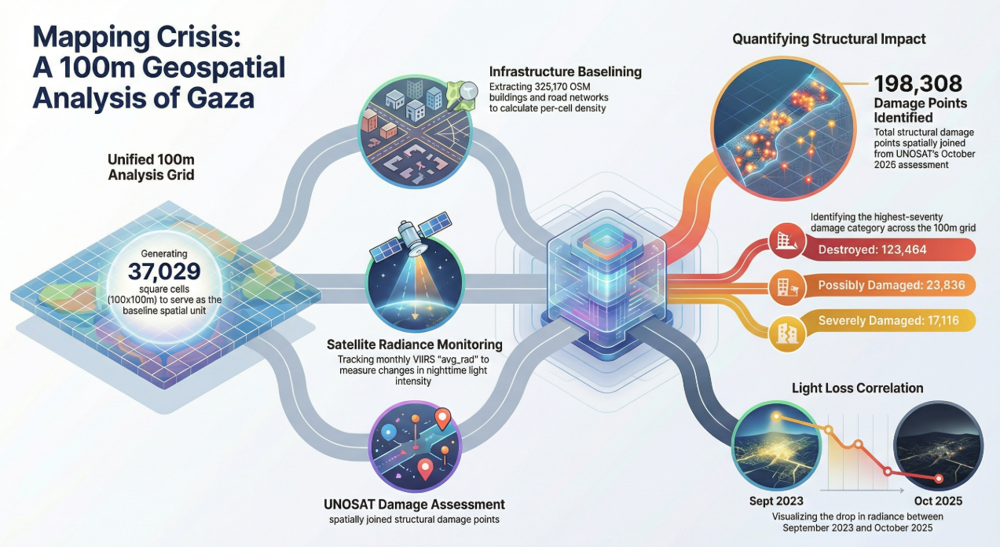 Mapping Crisis:
A 100m Geospatial
Analysis of Gaza
Unified 100m
Analysis Grid
Generating
37,029
square cells
(100x100m) to serve as the
baseline spatial unit
Infrastructure Baselining
Extracting 325,170 OSM
buildings and road networks
to calculate per-cell density
Satellite Radiance Monitoring
Tracking monthly VIIRS "avg_rad" to
measure changes in nighttime light
intensity
UNOSAT Damage Assessment
spatially joined structural damage
points
Quantifying Structural Impact
198,308
Damage Points
Identified
Total structural damage
points spatially joined
from UNOSAT's October
2026 assessment
Identifying the highest-severity
damage category across the 100m grid
Destroyed: 123,464
Possibly Damaged: 23,836
Severely Damaged: 17,116
Light Loss Correlation
Sept 2023
Oct 2025
Visualizing the drop in radiance between
September 2023 and October 2025